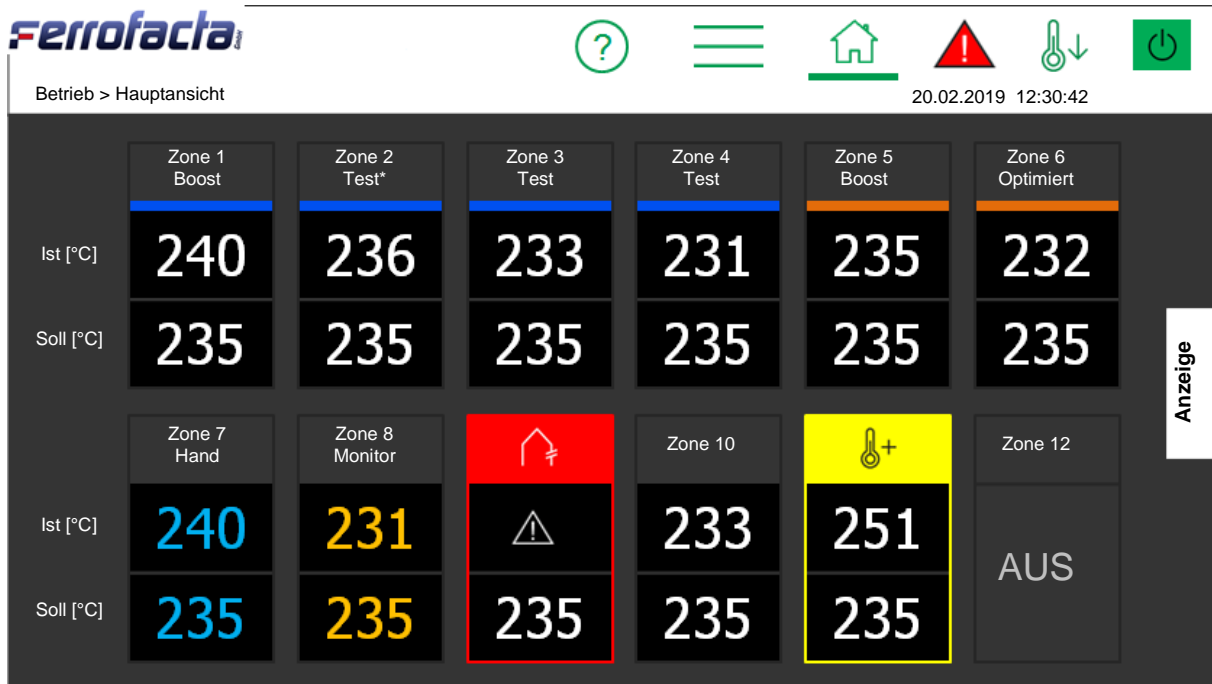 Ferrofacta GmbH
?
!
Betrieb > Hauptansicht
20.02.2019 12:30:42
Zone 1 Zone 2 Zone 3 Zone 4 Zone 5 Zone 6
Boost Test* Test Test Boost Optimiert
Ist [°C] 240 236 233 231 235 232
Soll [°C] 235 235 235 235 235 235
Anzeige
Zone 7 Zone 8 Zone 10 Zone 12
Hand Monitor
+
Ist [°C] 240 231 ! 233 251
AUS
Soll [°C] 235 235 235 235 235